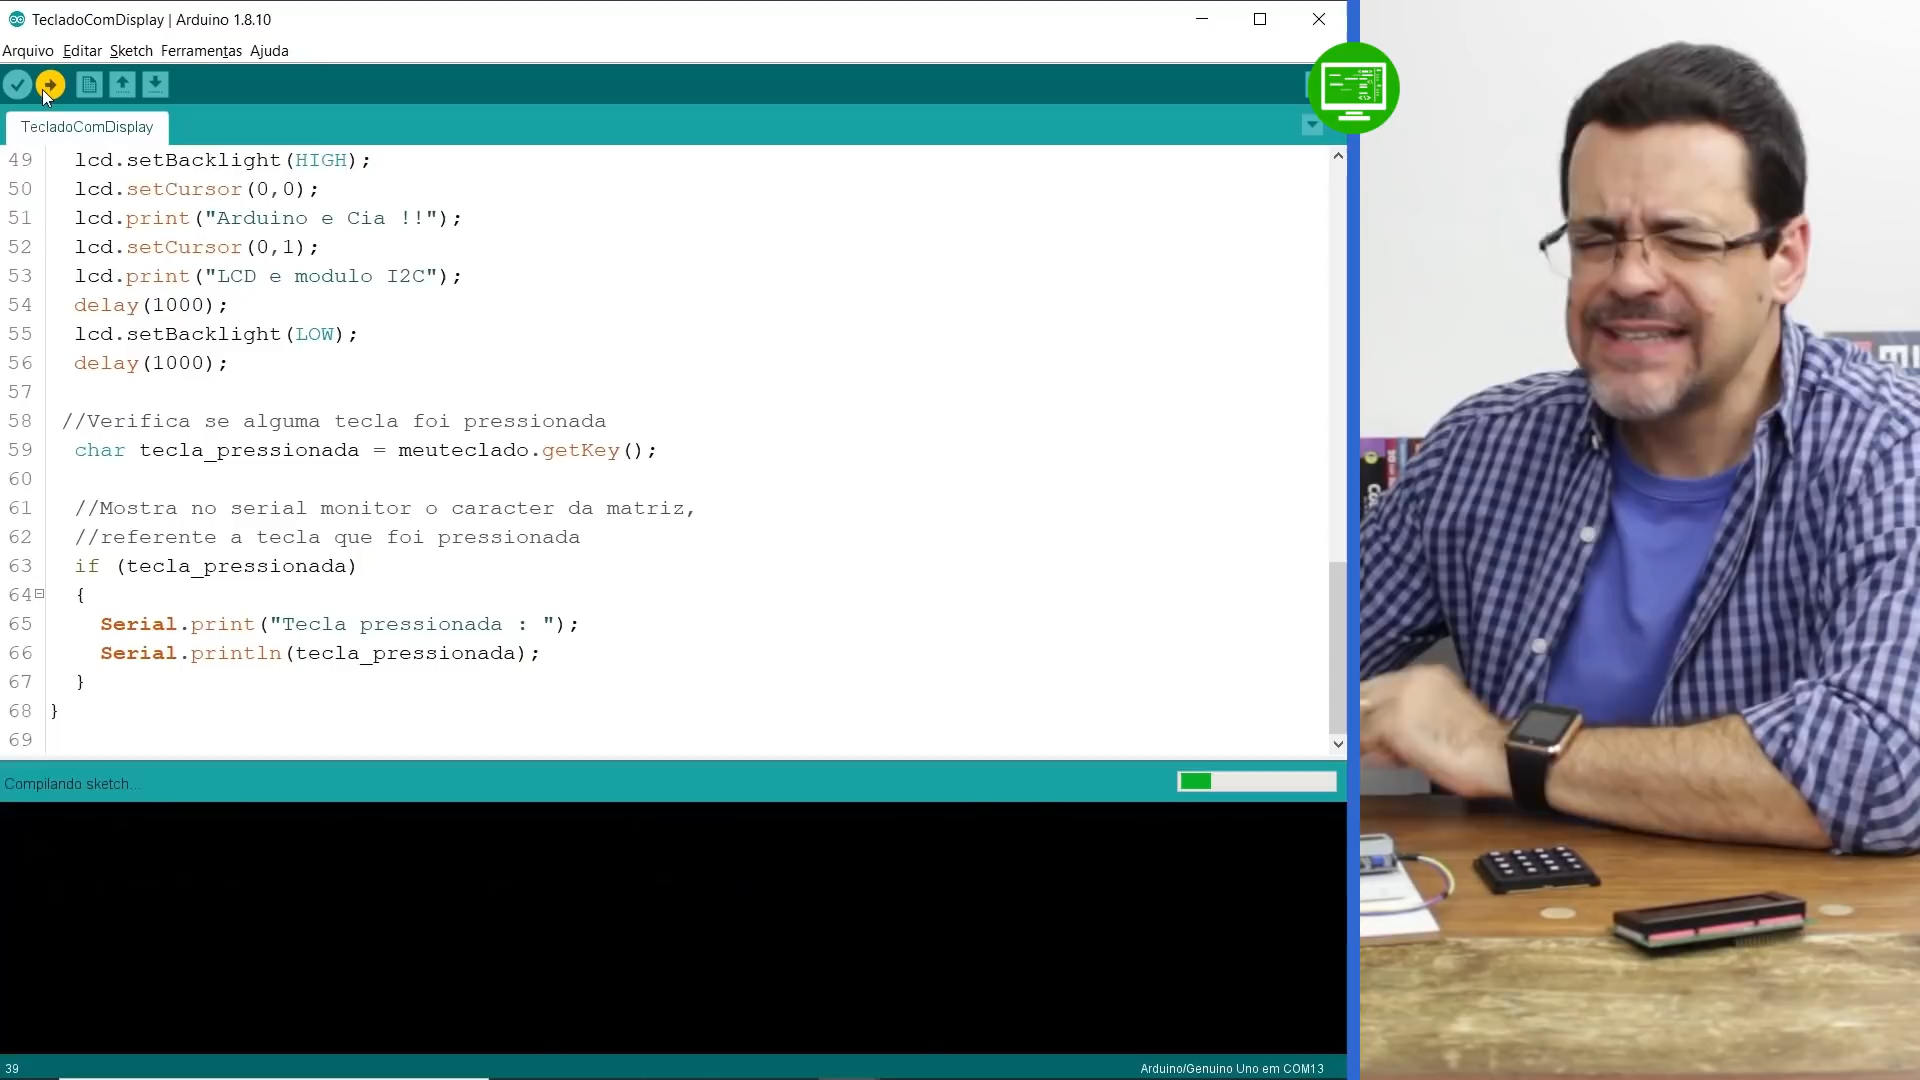 TecladoComDisplay | Arduino 1.8.10
Arquivo Editar Sketch Ferramentas Ajuda
TecladoComDisplay
49 lcd.setBacklight(HIGH);
50 lcd.setCursor(0,0);
51 lcd.print("Arduino e Cia !!");
52 lcd.setCursor(0,1);
53 lcd.print("LCD e modulo I2C");
54 delay(1000);
55 lcd.setBacklight(LOW);
56 delay(1000);
57
58 //Verifica se alguma tecla foi pressionada
59 char tecla_pressionada = meuteclado.getKey();
60
61 //Mostra no serial monitor o caracter da matriz,
62 //referente a tecla que foi pressionada
63 if (tecla_pressionada)
64 {
65 Serial.print("Tecla pressionada : ");
66 Serial.println(tecla_pressionada);
67 }
68 }
69
Compilando sketch...
39
Arduino/Genuino Uno em COM13